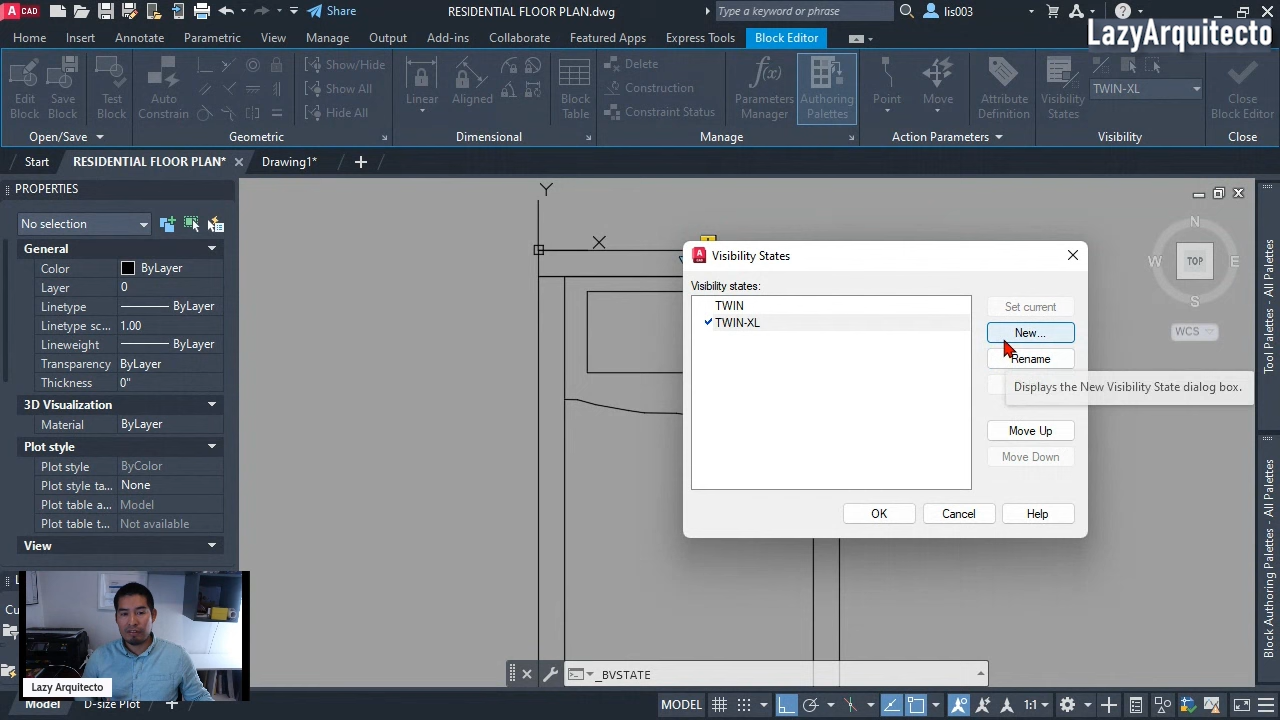 A CAD
Share
RESIDENTIAL FLOOR PLAN.dwg
Type a keyword or phrase
lis003
LazyArquitecto
Home
Insert
Annotate
Parametric
View
Manage
Output
Add-ins
Collaborate
Featured Apps
Express Tools
Block Editor
Edit Block
Save Block
Test Block
Auto Constrain
Show/Hide
Show All
Hide All
Linear
Aligned
Block Table
Delete
Construction
Constraint Status
Parameters Manager
Authoring Palettes
Point
Move
Attribute Definition
Visibility States
TWIN-XL
Close Block Editor
Open/Save
Geometric
Dimensional
Manage
Action Parameters
Visibility
Close
Start
RESIDENTIAL FLOOR PLAN*
Drawing1*
PROPERTIES
No selection
General
Color ByLayer
Layer 0
Linetype ByLayer
Linetype sc... 1.00
Lineweight ByLayer
Transparency ByLayer
Thickness 0"
3D Visualization
Material ByLayer
Plot style
Plot style ByColor
Plot style ta... None
Plot table a... Model
Plot table t... Not available
View
Cu
Lazy Arquitecto
Y
X
Visibility States
Visibility states:
TWIN
TWIN-XL
Set current
New...
Rename
Displays the New Visibility State dialog box.
Move Up
Move Down
OK
Cancel
Help
N
W
TOP
E
S
WCS
Tool Palettes - All Palettes
Block Authoring Palettes - All Palettes
_BVSTATE
Model
D-size Plot
MODEL
1:1